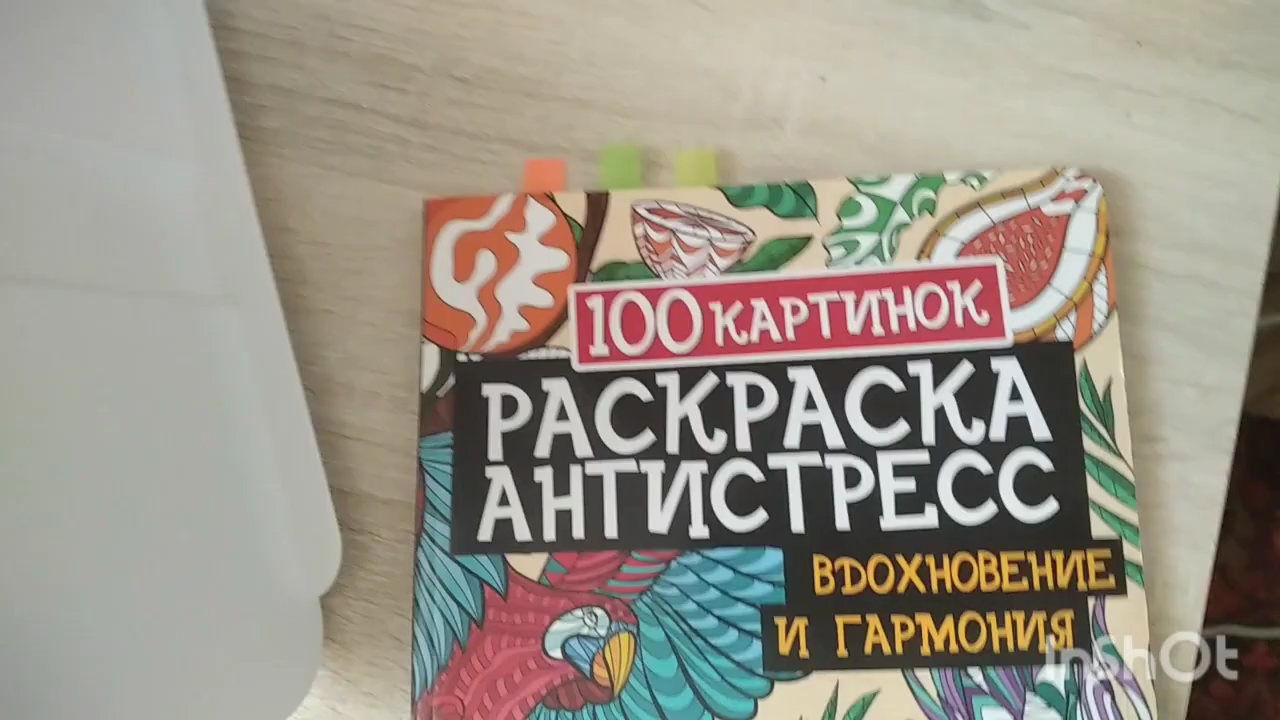 100 КАРТИНОК
РАСКРАСКА
АНТИСТРЕСС
ВДОХНОВЕНИЕ
И ГАРМОНИЯ
InShOt